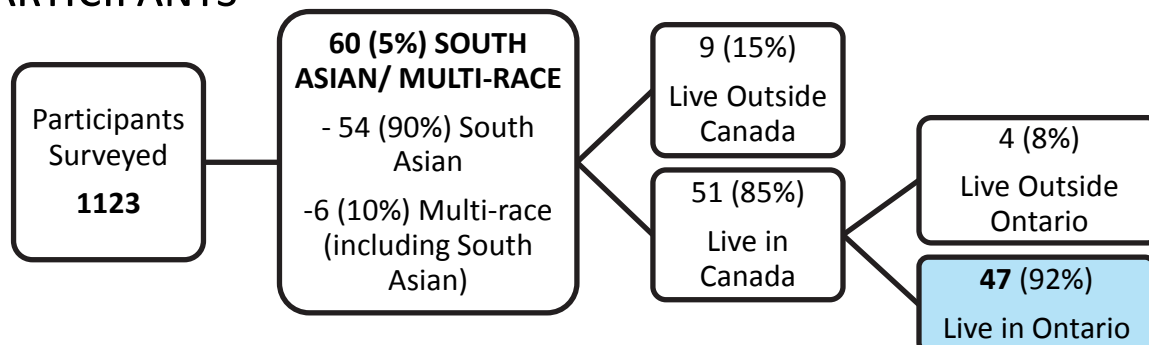 Participants
Surveyed
1123
60 (5%) SOUTH
ASIAN/ MULTI-RACE
- 54 (90%) South
Asian
-6 (10%) Multi-race
(including South
Asian)
9 (15%)
Live Outside
Canada
51 (85%)
Live in
Canada
4 (8%)
Live Outside
Ontario
47 (92%)
Live in Ontario